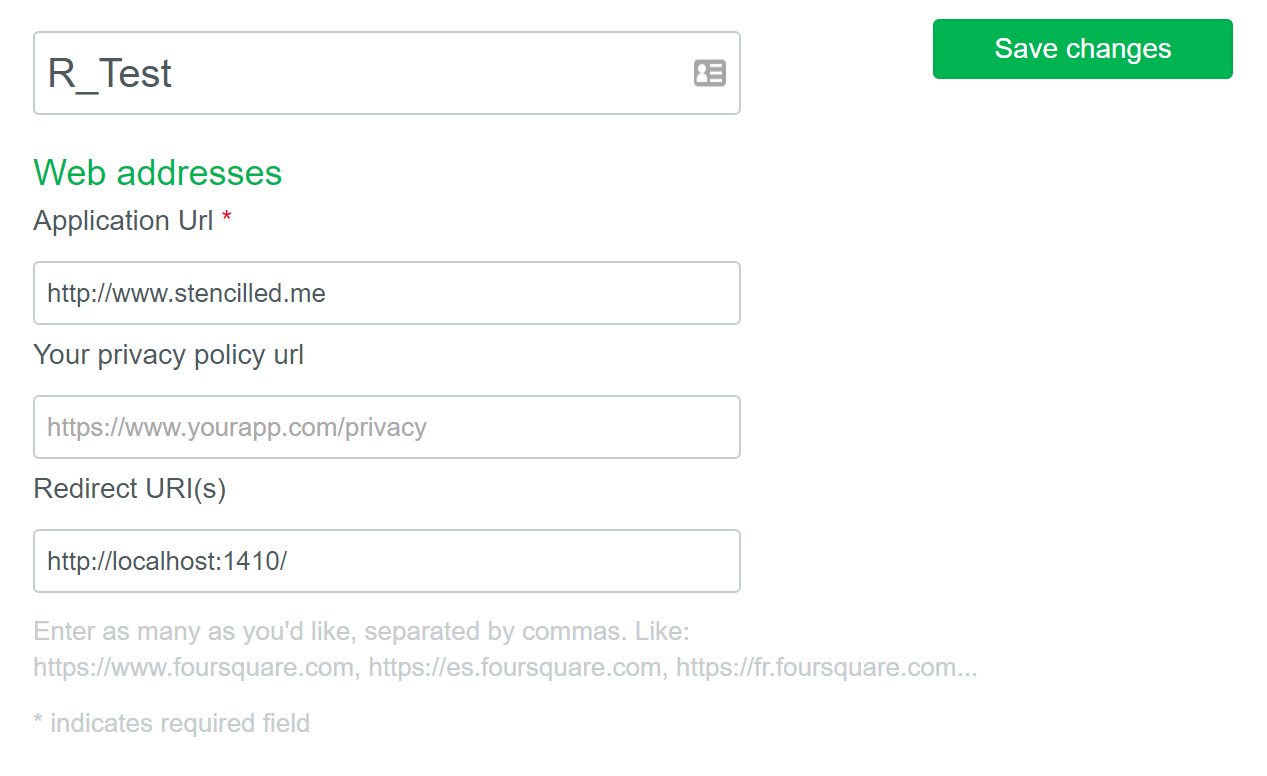 R_Test
Save changes
Web addresses
Application Url *
http://www.stencilled.me
Your privacy policy url
https://www.yourapp.com/privacy
Redirect URI(s)
http://localhost:1410/
Enter as many as you'd like, separated by commas. Like:
https://www.foursquare.com, https://es.foursquare.com, https://fr.foursquare.com...
* indicates required field